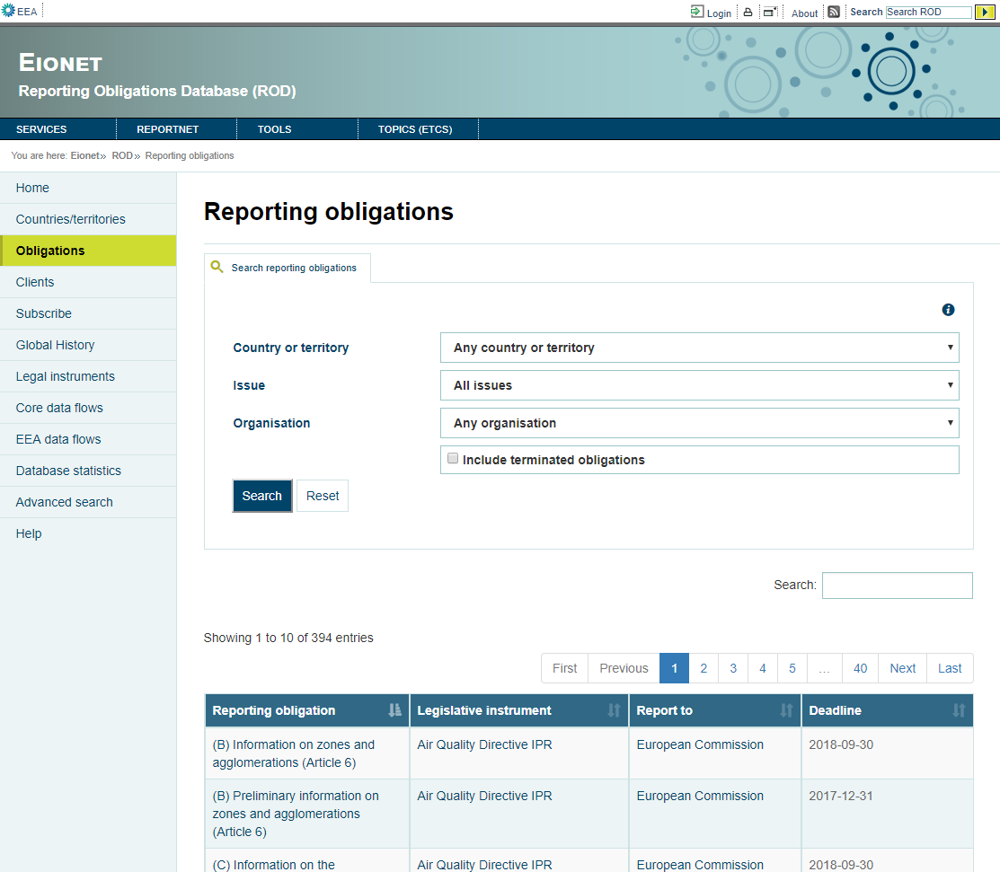 EEA
Login
About
Search Search ROD
EIONET
Reporting Obligations Database (ROD)
SERVICES REPORTNET TOOLS TOPICS (ETCS)
You are here: Eionet» ROD» Reporting obligations
Home
Countries/territories
Obligations
Clients
Subscribe
Global History
Legal instruments
Core data flows
EEA data flows
Database statistics
Advanced search
Help
Reporting obligations
Search reporting obligations
Country or territory Any country or territory
Issue All issues
Organisation Any organisation
Include terminated obligations
Search Reset
Search:
Showing 1 to 10 of 394 entries
First Previous 1 2 3 4 5 … 40 Next Last
Reporting obligation Legislative instrument Report to Deadline
(B) Information on zones and Air Quality Directive IPR European Commission 2018-09-30
agglomerations (Article 6)
(B) Preliminary information on Air Quality Directive IPR European Commission 2017-12-31
zones and agglomerations
(Article 6)
(C) Information on the Air Quality Directive IPR European Commission 2018-09-30